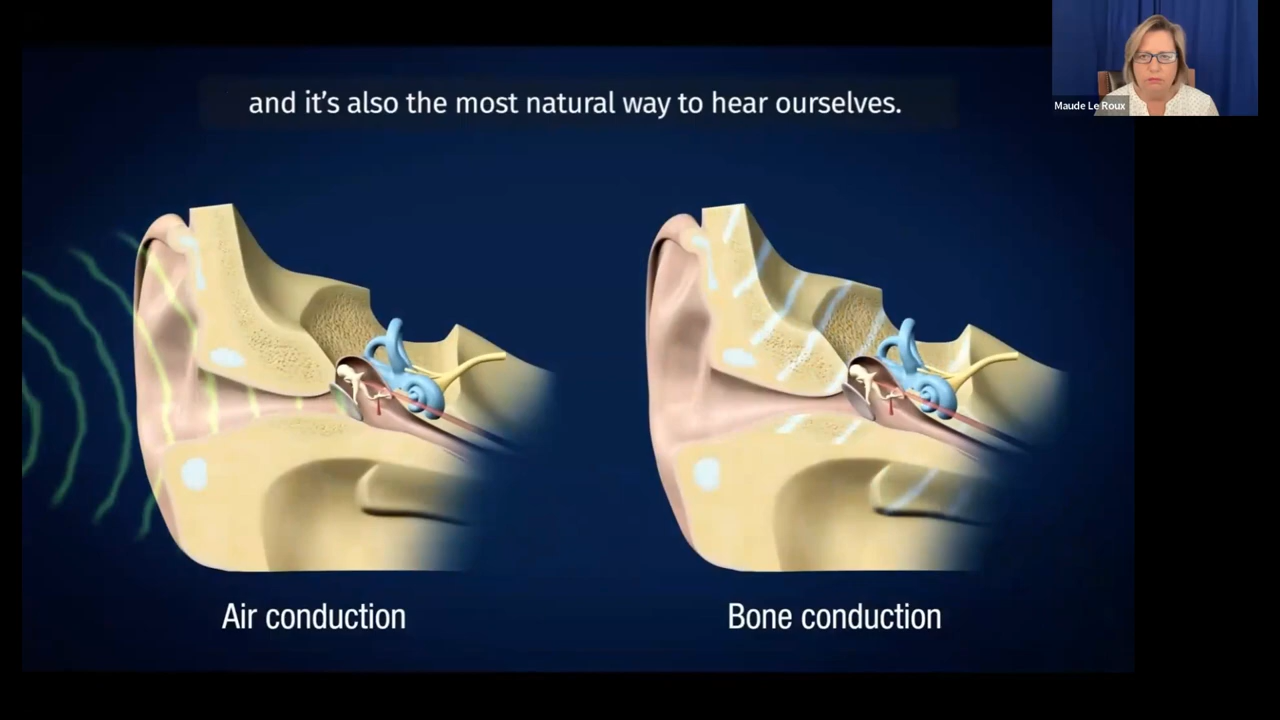 and it's also the most natural way to hear ourselves.
Maude Le Roux
Air conduction
Bone conduction